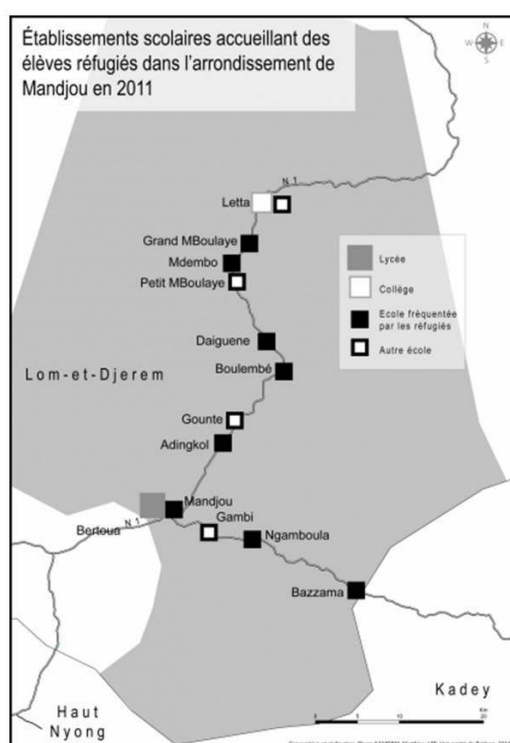 Établissements scolaires accueillant des
élèves réfugiés dans l'arrondissement de
Mandjou en 2011
N
W E
S
N 1
Letta
Grand MBoulaye
Mdembo
Petit MBoulaye
Lycée
Collège
Ecole fréquentée
par les réfugiés
Autre école
Daiguene
Boulembé
Lom-et-Djerem
Gounte
Adingkol
Mandjou
Gambi
Bertoua
N 1
Ngamboula
Bazzama
Kadey
Haut
Nyong
Km
0 5 10 20